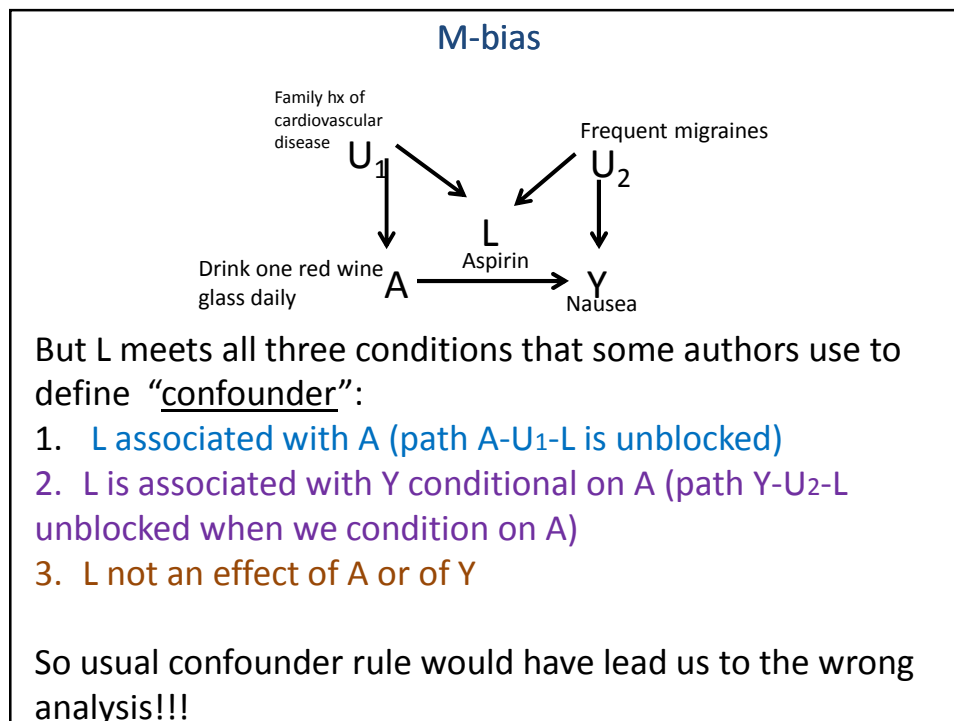 M-bias
Family hx of
cardiovascular
disease
U1
Frequent migraines
U2
L
Aspirin
Drink one red wine
glass daily
A
Y
Nausea
But L meets all three conditions that some authors use to
define “confounder”:
1. L associated with A (path A-U1-L is unblocked)
2. L is associated with Y conditional on A (path Y-U2-L
unblocked when we condition on A)
3. L not an effect of A or of Y
So usual confounder rule would have lead us to the wrong
analysis!!!